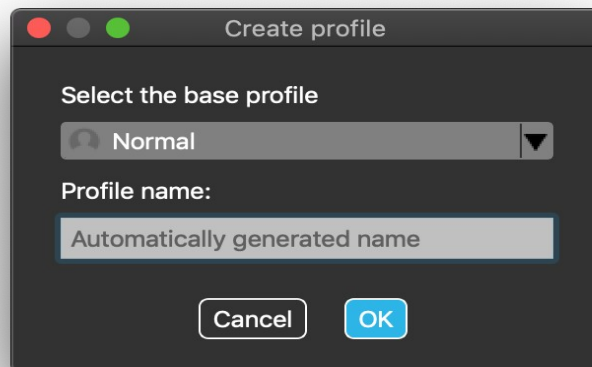 Create profile
Select the base profile
Normal
Profile name:
Automatically generated name
Cancel OK